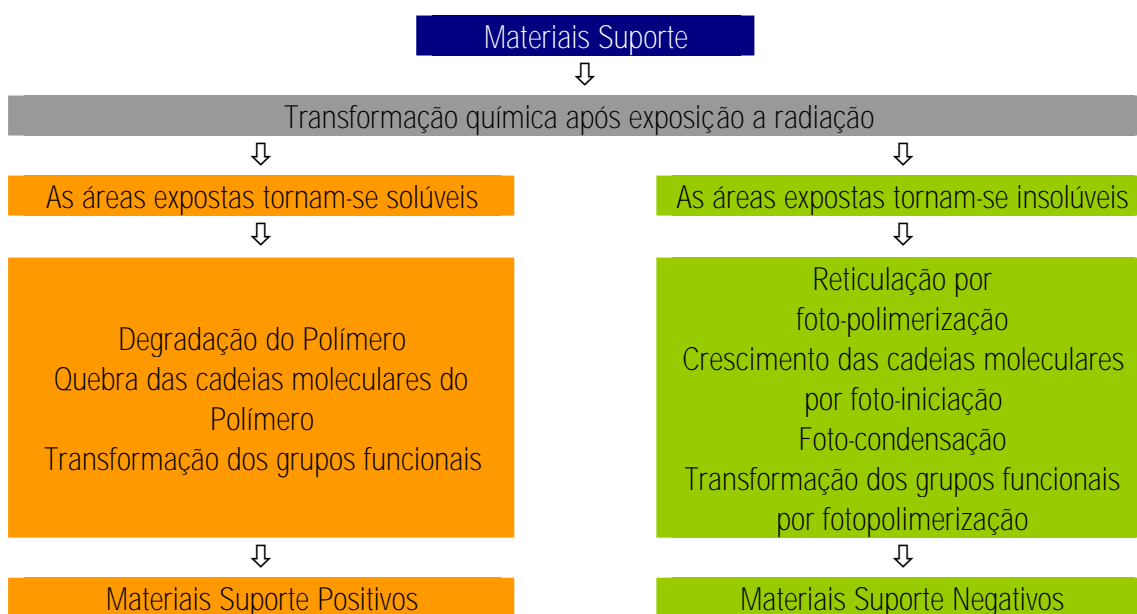 Materiais Suporte
Transformação química após exposição a radiação
As áreas expostas tornam-se solúveis
As áreas expostas tornam-se insolúveis
Degradação do Polímero
Quebra das cadeias moleculares do
Polímero
Transformação dos grupos funcionais
Reticulação por
foto-polimerização
Crescimento das cadeias moleculares
por foto-iniciação
Foto-condensação
Transformação dos grupos funcionais
por fotopolimerização
Materiais Suporte Positivos
Materiais Suporte Negativos